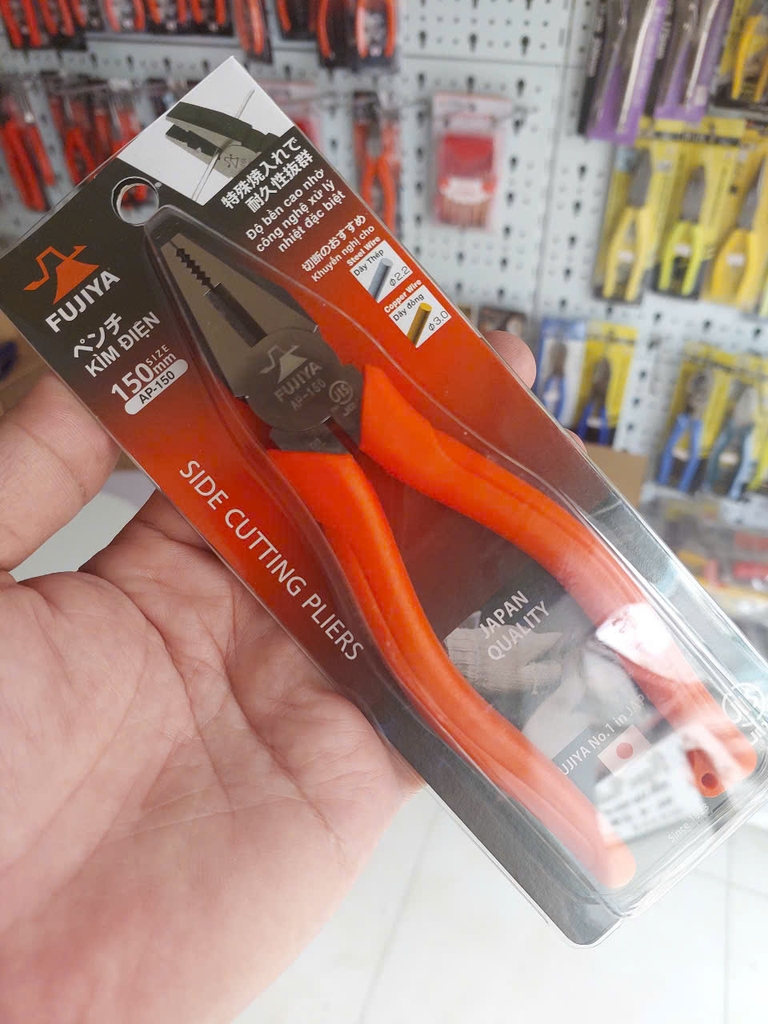 特殊焼入れで
耐久性抜群
Độ bền cao nhờ
công nghệ xử lý
nhiệt đặc biệt
切断のおすすめ
Khuyến nghị cho
Steel Wire
Dây Thép
Φ2.2
Copper Wire
Dây đồng
Φ3.0
FUJIYA
ペンチ
KÌM ĐIỆN
150mm
SIZE
AP-150
FUJIYA
AP-150
JIS
SIDE CUTTING PLIERS
JAPAN
QUALITY
FUJIYA No.1 in JAP